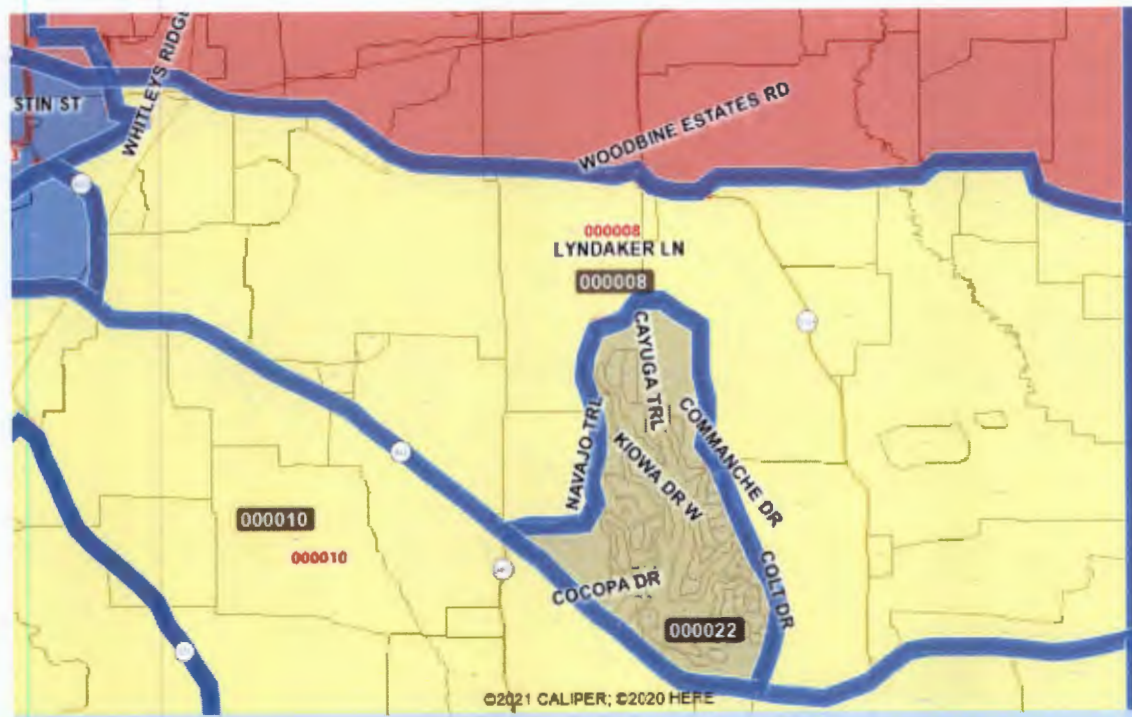 WHITLEYS RIDGE
STIN ST
WOODBINE ESTATES RD
000008
LYNDAKER LN
000008
CAYUGA TRL
NAVAJO TRL
COMMANCHE DR
KIOWA DR W
000010
000010
COCOPA DR
COLT DR
000022
©2021 CALIPER; ©2020 HERE